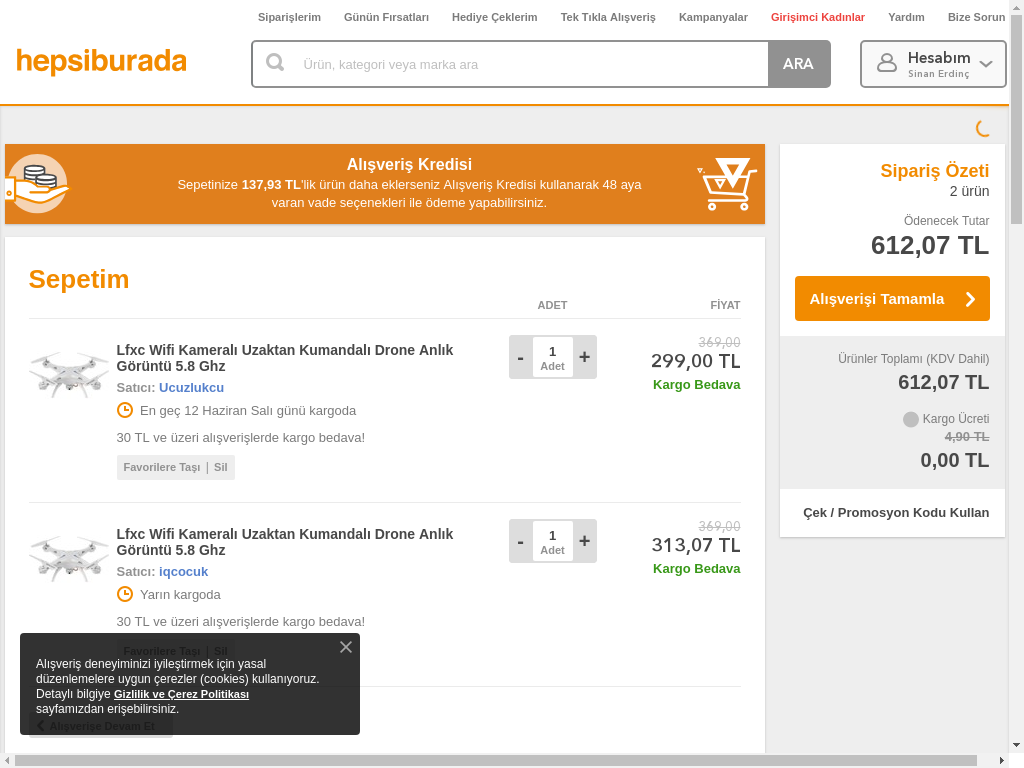 Siparişlerim Günün Fırsatları Hediye Çeklerim Tek Tıkla Alışveriş Kampanyalar Girişimci Kadınlar Yardım Bize Sorun
hepsiburada
Ürün, kategori veya marka ara
ARA
Hesabım
Sinan Erdinç
Alışveriş Kredisi
Sepetinize 137,93 TL'lik ürün daha eklerseniz Alışveriş Kredisi kullanarak 48 aya
varan vade seçenekleri ile ödeme yapabilirsiniz.
Sepetim
ADET FİYAT
Lfxc Wifi Kameralı Uzaktan Kumandalı Drone Anlık
Görüntü 5.8 Ghz
Satıcı: Ucuzlukcu
En geç 12 Haziran Salı günü kargoda
30 TL ve üzeri alışverişlerde kargo bedava!
Favorilere Taşı | Sil
- 1 +
Adet
369,00
299,00 TL
Kargo Bedava
Lfxc Wifi Kameralı Uzaktan Kumandalı Drone Anlık
Görüntü 5.8 Ghz
Satıcı: iqcocuk
Yarın kargoda
30 TL ve üzeri alışverişlerde kargo bedava!
Favorilere Taşı | Sil
- 1 +
Adet
369,00
313,07 TL
Kargo Bedava
Alışverişe Devam Et
Alışveriş deneyiminizi iyileştirmek için yasal
düzenlemelere uygun çerezler (cookies) kullanıyoruz.
Detaylı bilgiye Gizlilik ve Çerez Politikası
sayfamızdan erişebilirsiniz.
Sipariş Özeti
2 ürün
Ödenecek Tutar
612,07 TL
Alışverişi Tamamla
Ürünler Toplamı (KDV Dahil)
612,07 TL
Kargo Ücreti
4,90 TL
0,00 TL
Çek / Promosyon Kodu Kullan